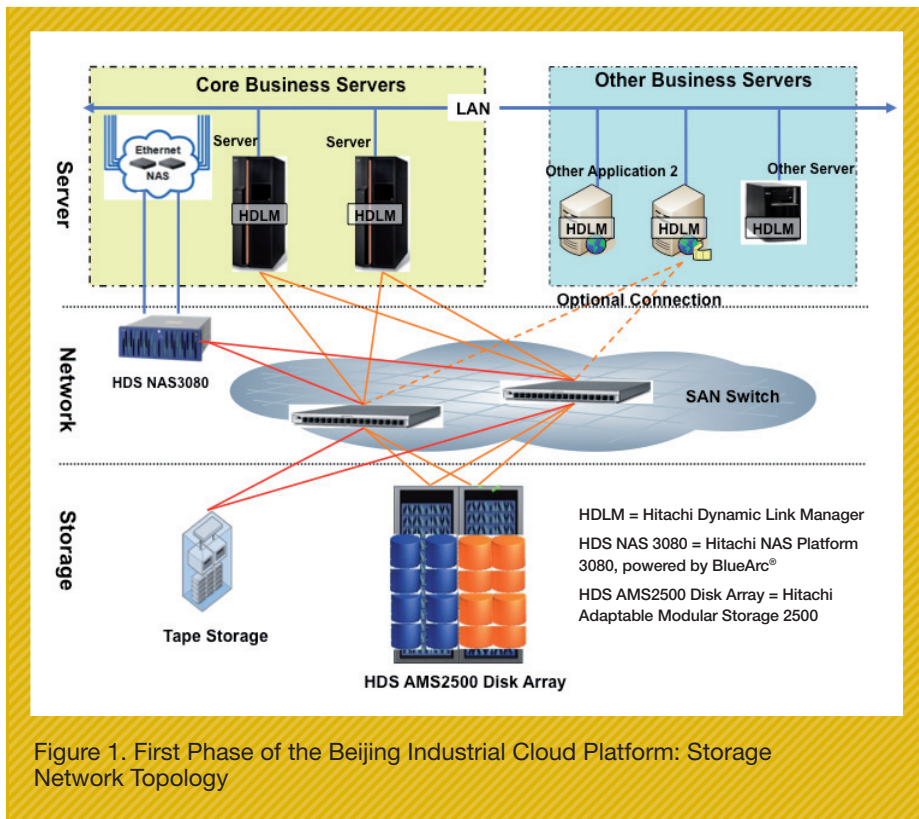 Core Business Servers
Other Business Servers
LAN
Ethernet
NAS
Server
Server
Other Application 2
Other Server
HDLM
HDLM
HDLM
HDLM
HDLM
Server
Optional Connection
HDS NAS3080
SAN Switch
Network
Storage
Tape Storage
HDS AMS2500 Disk Array
HDLM = Hitachi Dynamic Link Manager
HDS NAS 3080 = Hitachi NAS Platform
3080, powered by BlueArc®
HDS AMS2500 Disk Array = Hitachi
Adaptable Modular Storage 2500
Figure 1. First Phase of the Beijing Industrial Cloud Platform: Storage
Network Topology